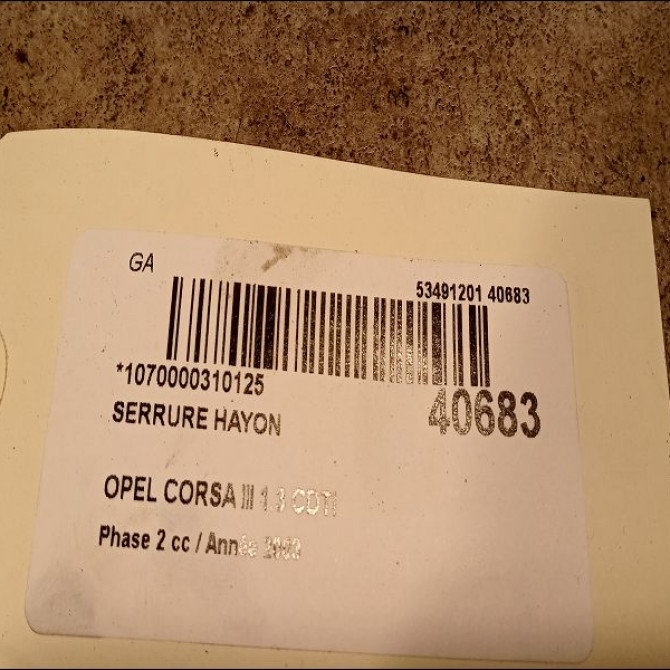 GA
53491201 40683
*1070000310125
40683
SERRURE HAYON
OPEL CORSA III 1.3 CDTI
Phase 2 cc / Année